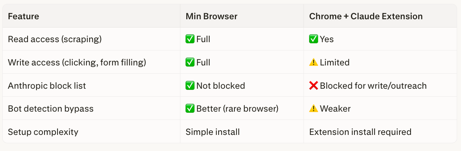 Feature Min Browser Chrome + Claude Extension
Read access (scraping) ✅ Full ✅ Yes
Write access (clicking, form filling) ✅ Full ⚠️ Limited
Anthropic block list ✅ Not blocked ❌ Blocked for write/outreach
Bot detection bypass ✅ Better (rare browser) ⚠️ Weaker
Setup complexity Simple install Extension install required